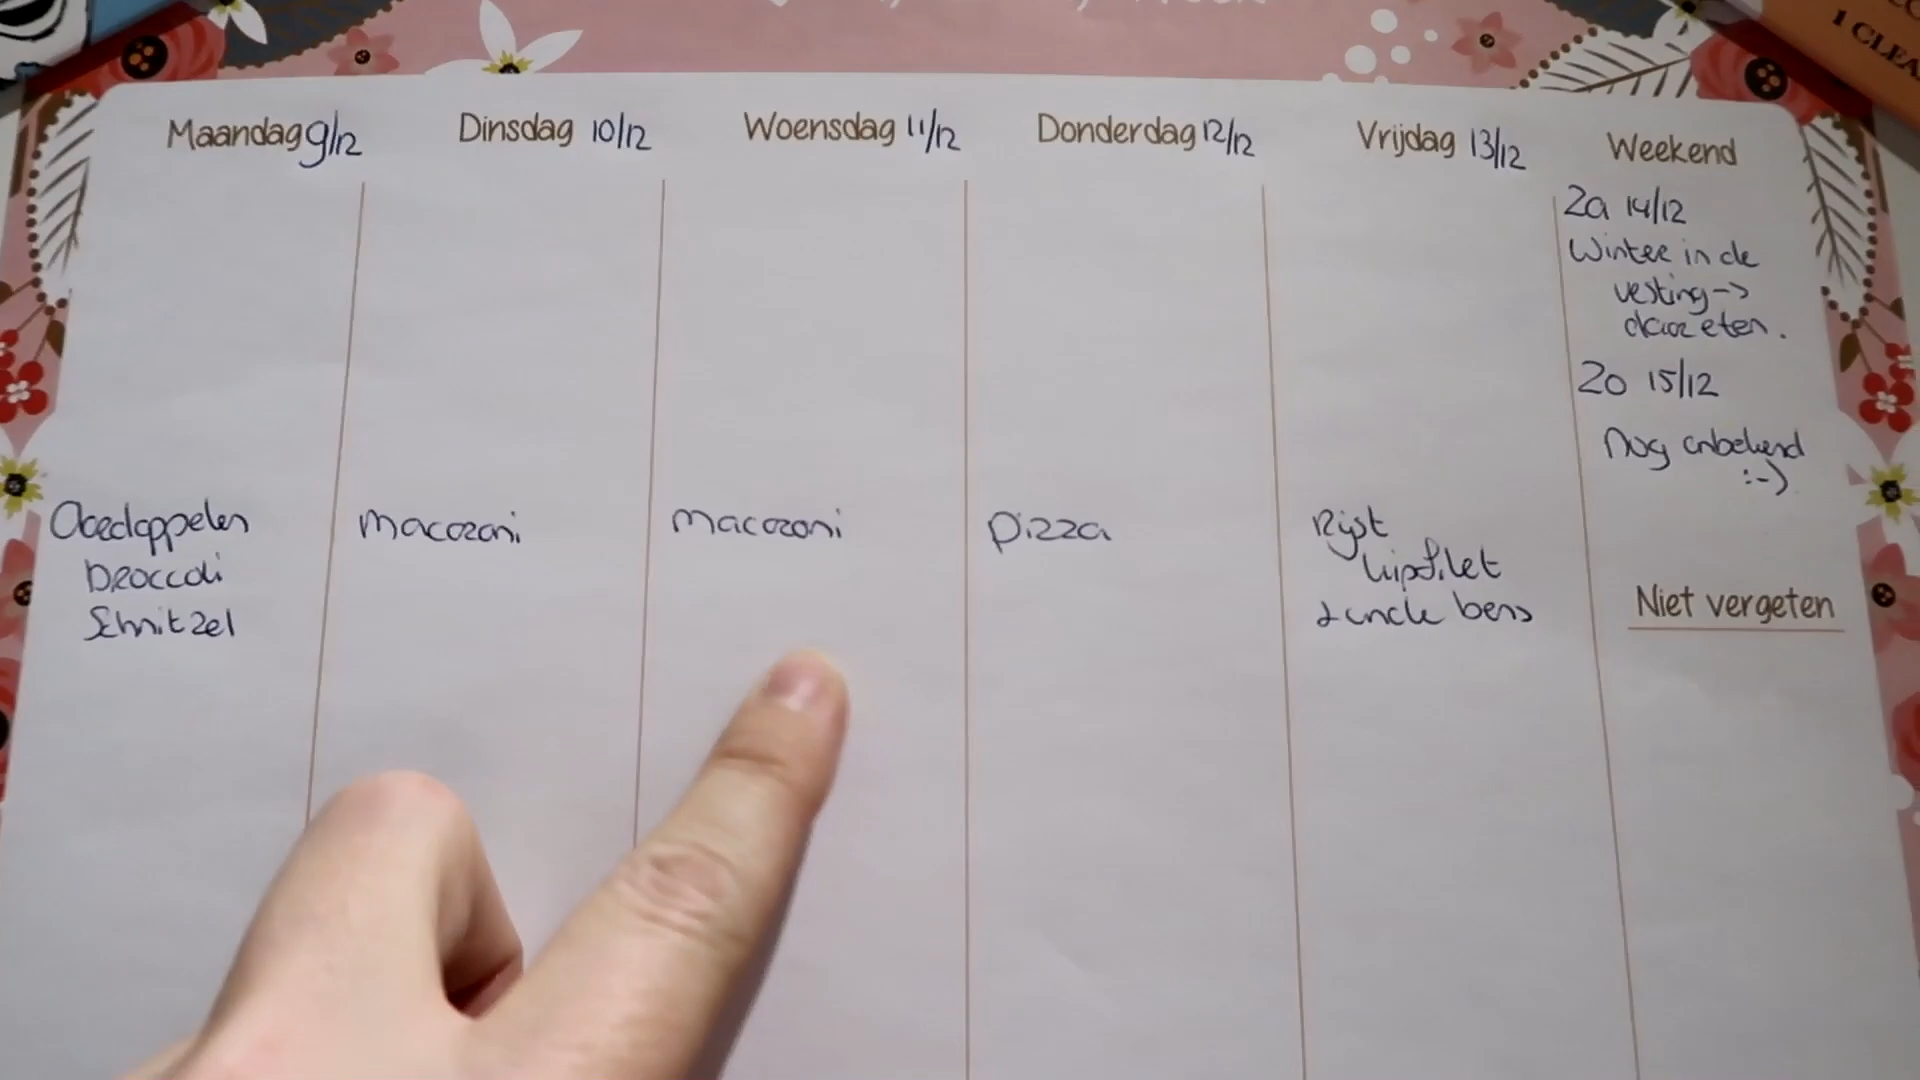 Maandag 9/12
Dinsdag 10/12
Woensdag 11/12
Donderdag 12/12
Vrijdag 13/12
Weekend
Za 14/12
Winter in de
vesting->
daar eten.
Zo 15/12
Nog onbekend
:-)
Aardappelen
Broccoli
Schnitzel
Macaroni
Macaroni
Pizza
Rijst
kipfilet
+ uncle bens
Niet vergeten
1 CLEA